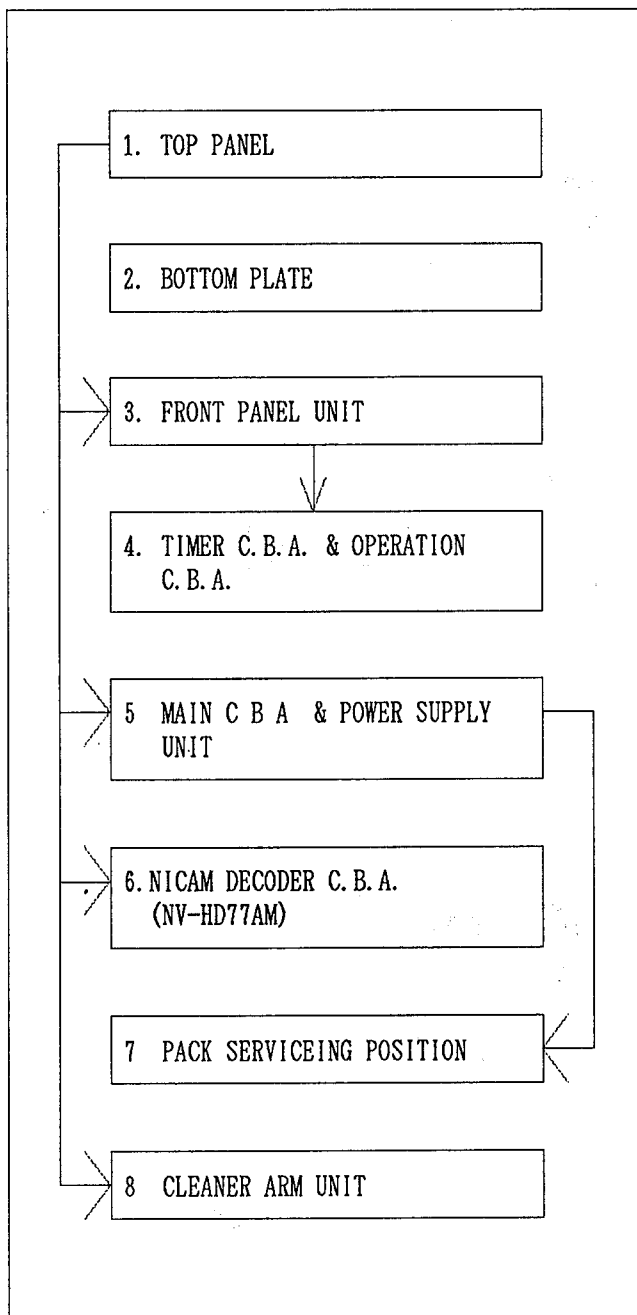 1. TOP PANEL
2. BOTTOM PLATE
3. FRONT PANEL UNIT
4. TIMER C.B.A. & OPERATION
C.B.A.
5 MAIN C B A & POWER SUPPLY
UNIT
6. NICAM DECODER C.B.A.
(NV-HD77AM)
7 PACK SERVICEING POSITION
8 CLEANER ARM UNIT